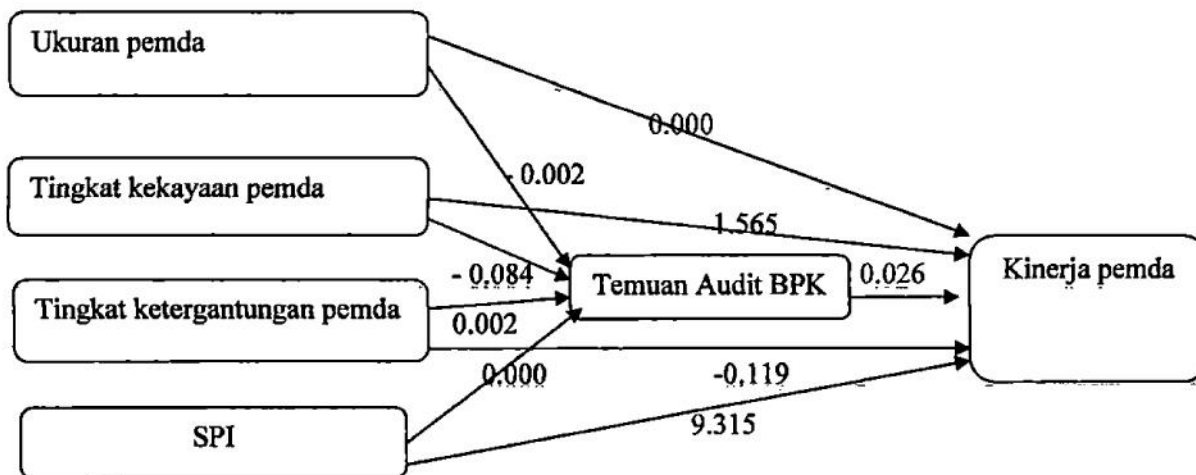 Ukuran pemda
0.000
- 0.002
Tingkat kekayaan pemda
1.565
Kinerja pemda
- 0.084
Temuan Audit BPK
0.026
Tingkat ketergantungan pemda
0.002
0.000
-0.119
SPI
9.315